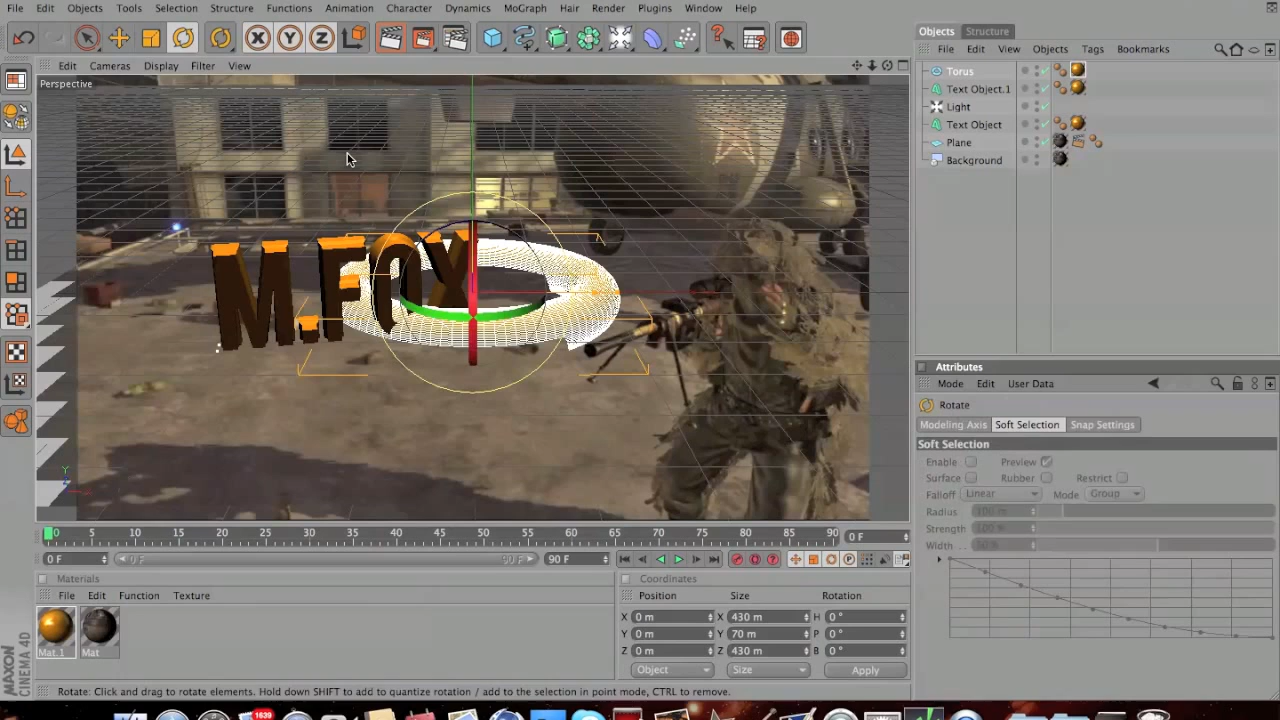 File Edit Objects Tools Selection Structure Functions Animation Character Dynamics MoGraph Hair Render Plugins Window Help
Objects Structure
File Edit View Objects Tags Bookmarks
Edit Cameras Display Filter View
Perspective
Torus
Text Object.1
Light
Text Object
Plane
Background
M.FOX
Y
Attributes
Mode Edit User Data
Rotate
Modeling Axis Soft Selection Snap Settings
Soft Selection
Enable Preview
Surface Rubber Restrict
Falloff Linear Mode Group
Radius 100 m
Strength 100 %
Width 50 %
0 5 10 15 20 25 30 35 40 45 50 55 60 65 70 75 80 85 90 0 F
0 F 0 F 90 F 90 F
Materials
File Edit Function Texture
Mat.1 Mat
Coordinates
Position Size Rotation
X 0 m X 430 m H 0 °
Y 0 m Y 70 m P 0 °
Z 0 m Z 430 m B 0 °
Object Size Apply
MAXON CINEMA 4D
Rotate: Click and drag to rotate elements. Hold down SHIFT to add to quantize rotation / add to the selection in point mode, CTRL to remove.
1639